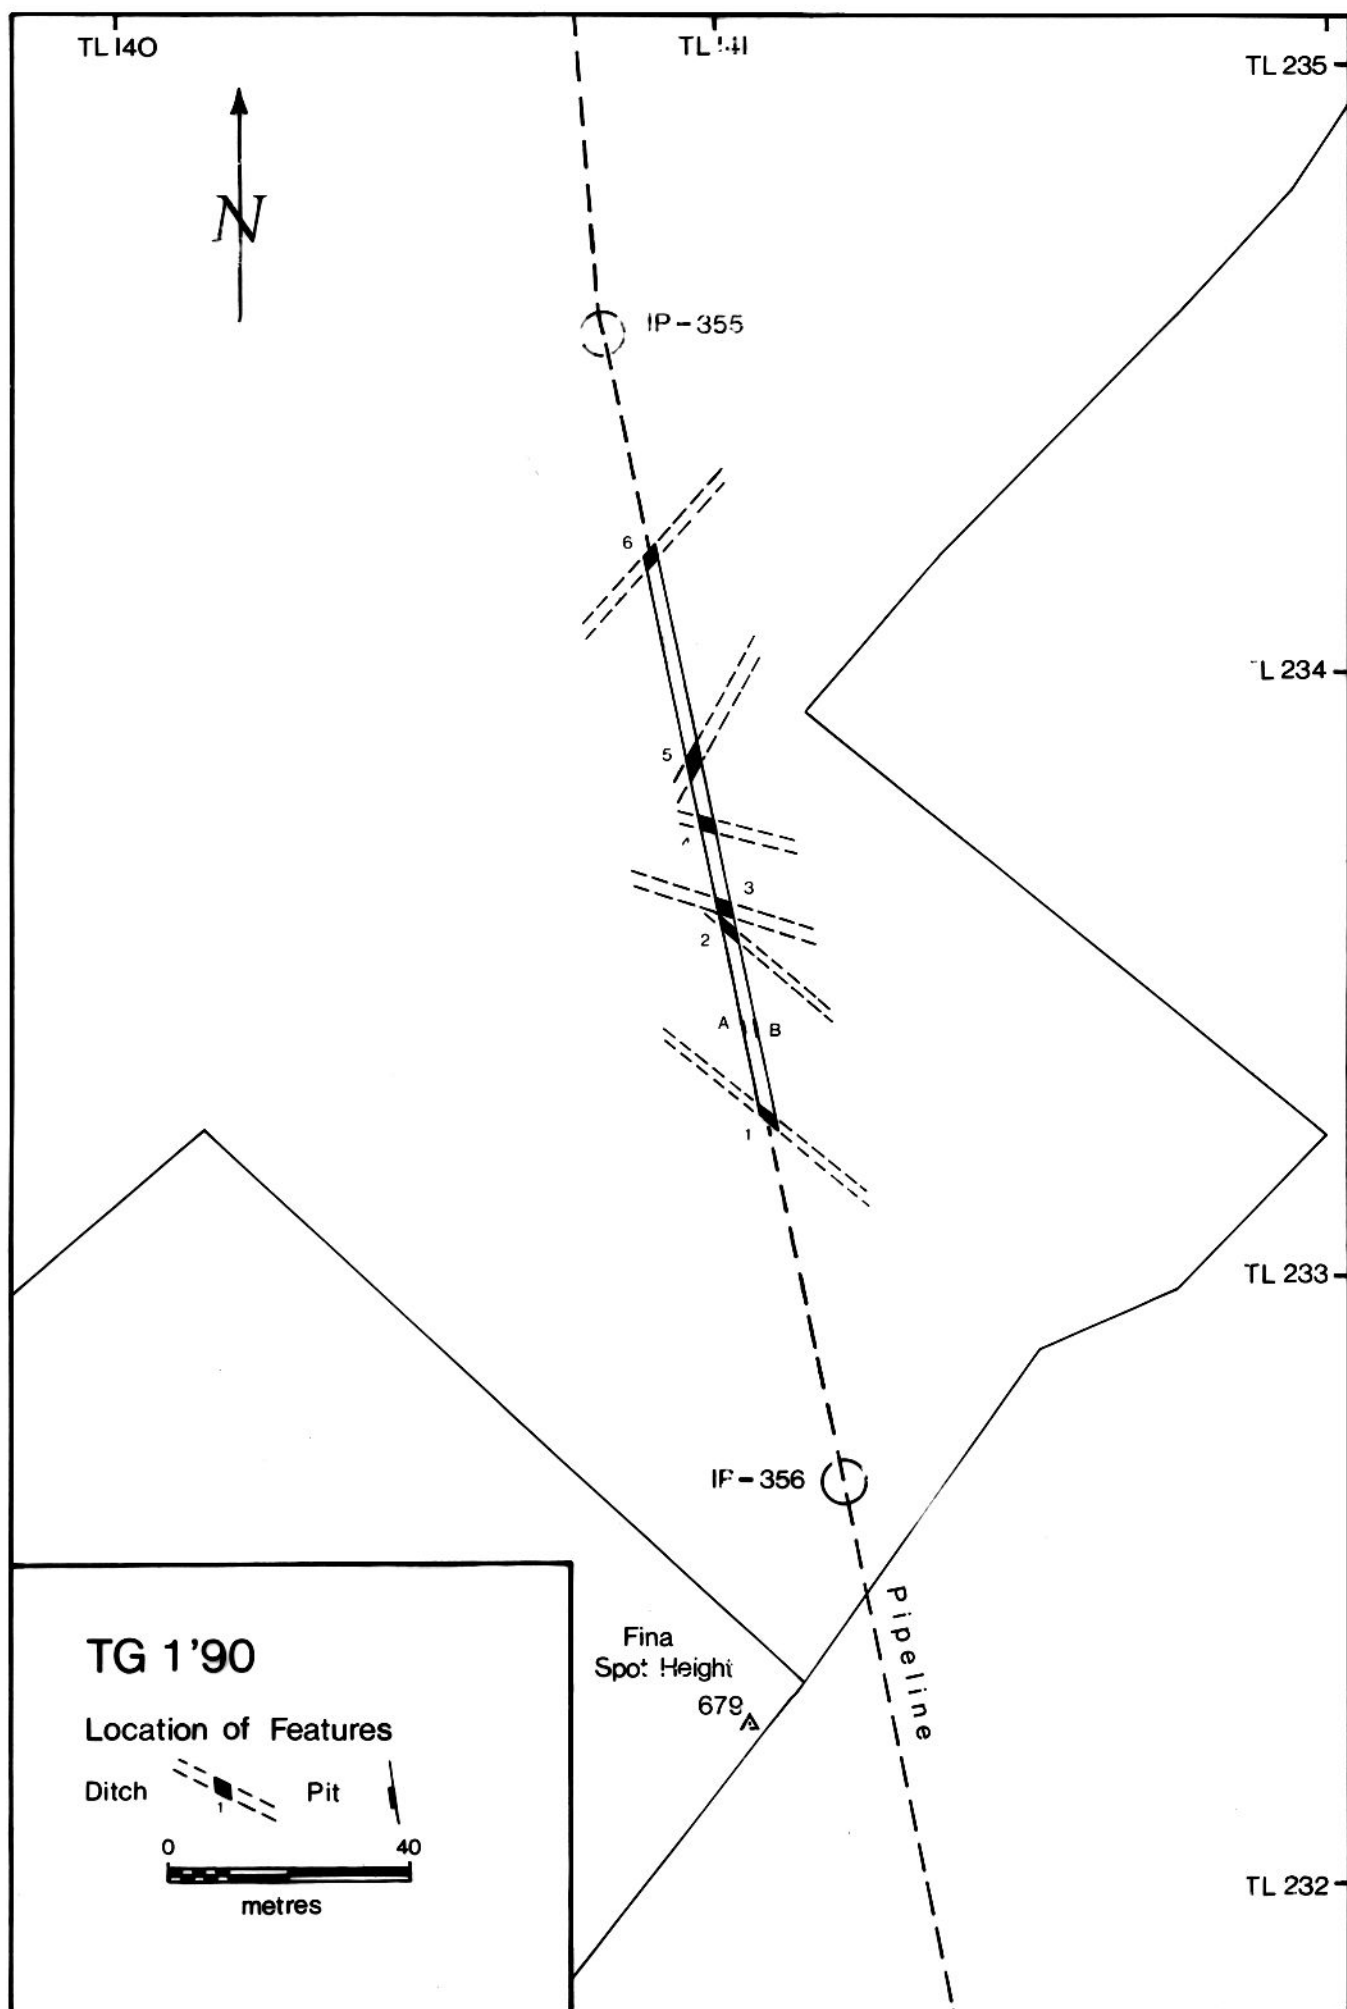 TL 140
TL 141
TL 235
N
IP-355
6
TL 234
5
3
2
A
B
1
TL 233
IP-356
Pipeline
Fina
Spot Height
679
TG 1'90
Location of Features
Ditch
1
Pit
0
40
metres
TL 232